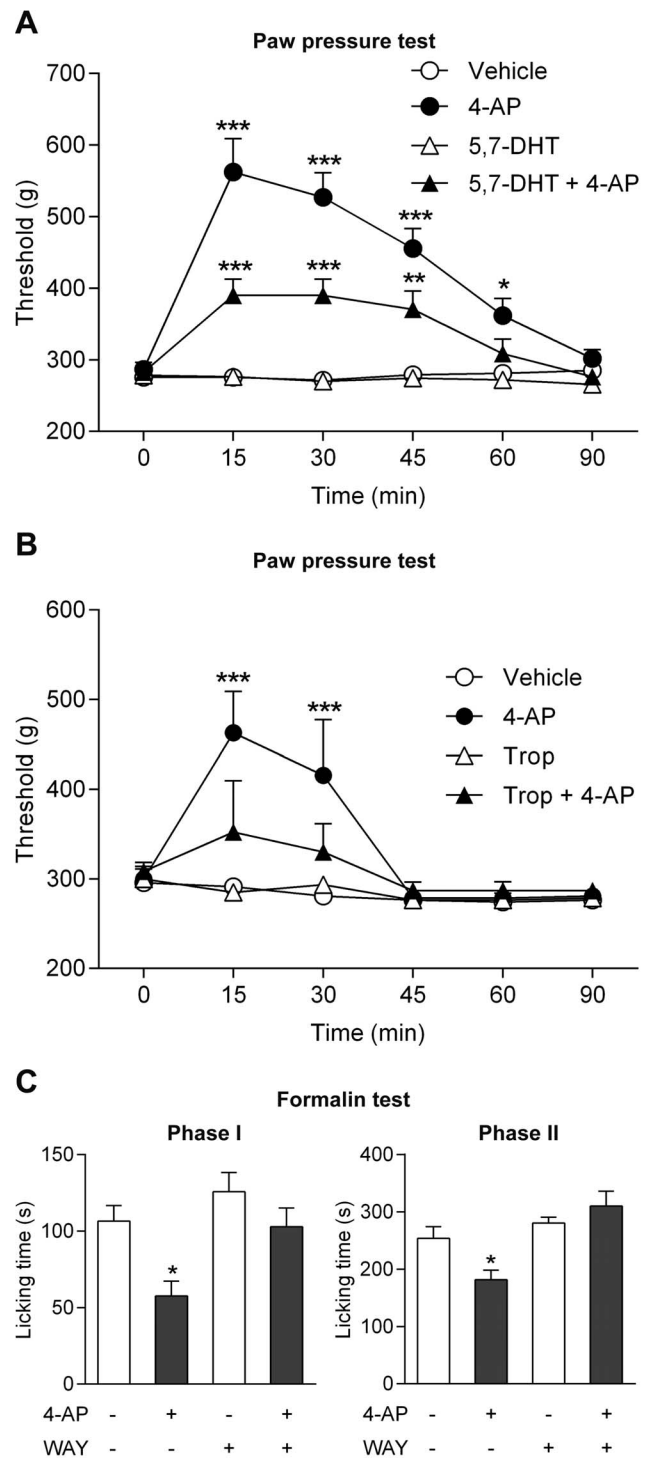 A
Paw pressure test
700
600
500
400
300
200
Threshold (g)
Vehicle
4-AP
5,7-DHT
5,7-DHT + 4-AP
*** *** *** *
*** *** **
0 15 30 45 60 90
Time (min)
B
Paw pressure test
600
500
400
300
200
Threshold (g)
Vehicle
4-AP
Trop
Trop + 4-AP
*** ***
0 15 30 45 60 90
Time (min)
C
Formalin test
Phase I
150
100
50
0
Licking time (s)
*
4-AP - + - +
WAY - - + +
Phase II
400
300
200
100
0
Licking time (s)
*
4-AP - + - +
WAY - - + +